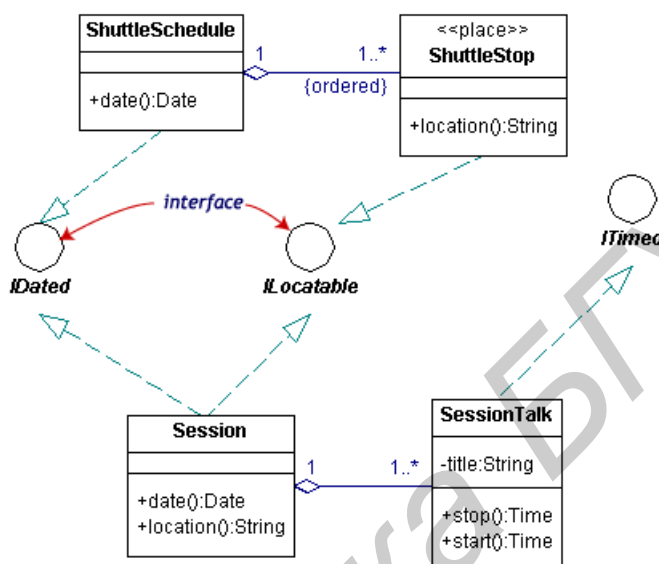 ShuttleSchedule
+date():Date
1
1..*
{ordered}
<<place>>
ShuttleStop
+location():String
interface
IDated
ILocatable
ITimed
Session
+date():Date
+location():String
1
1..*
SessionTalk
-title:String
+stop():Time
+start():Time